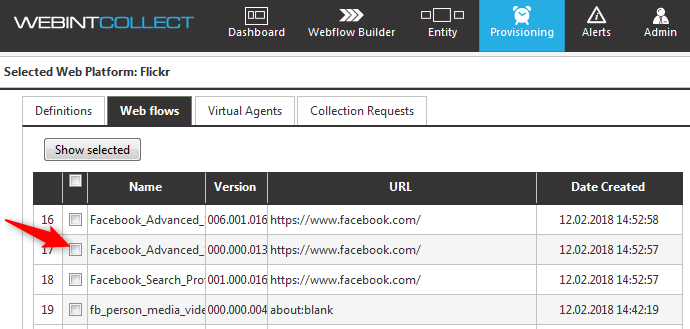 WEBINTCOLLECT
Dashboard Webflow Builder Entity Provisioning Alerts Admin
Selected Web Platform: Flickr
Definitions Web flows Virtual Agents Collection Requests
Show selected
Name Version URL Date Created
16 Facebook_Advanced_ 006.001.016 https://www.facebook.com/ 12.02.2018 14:52:58
17 Facebook_Advanced_ 000.000.013 https://www.facebook.com/ 12.02.2018 14:52:57
18 Facebook_Search_Pro 001.000.016 https://www.facebook.com/ 12.02.2018 14:52:57
19 fb_person_media_vide 000.000.004 about:blank 12.02.2018 14:42:19